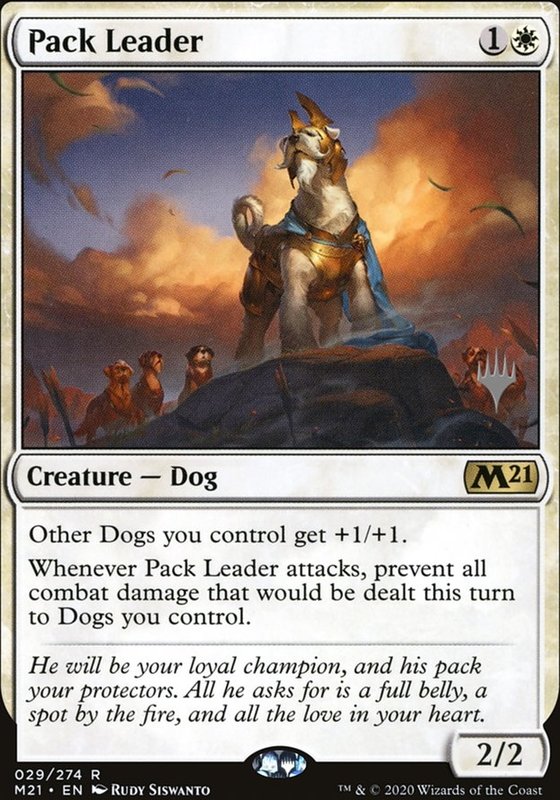 Pack Leader 1
Creature — Dog M21
Other Dogs you control get +1/+1.
Whenever Pack Leader attacks, prevent all
combat damage that would be dealt this turn
to Dogs you control.
He will be your loyal champion, and his pack
your protectors. All he asks for is a full belly, a
spot by the fire, and all the love in your heart.
2/2
029/274 R
M21 • EN Rudy Siswanto ™ & © 2020 Wizards of the Coast